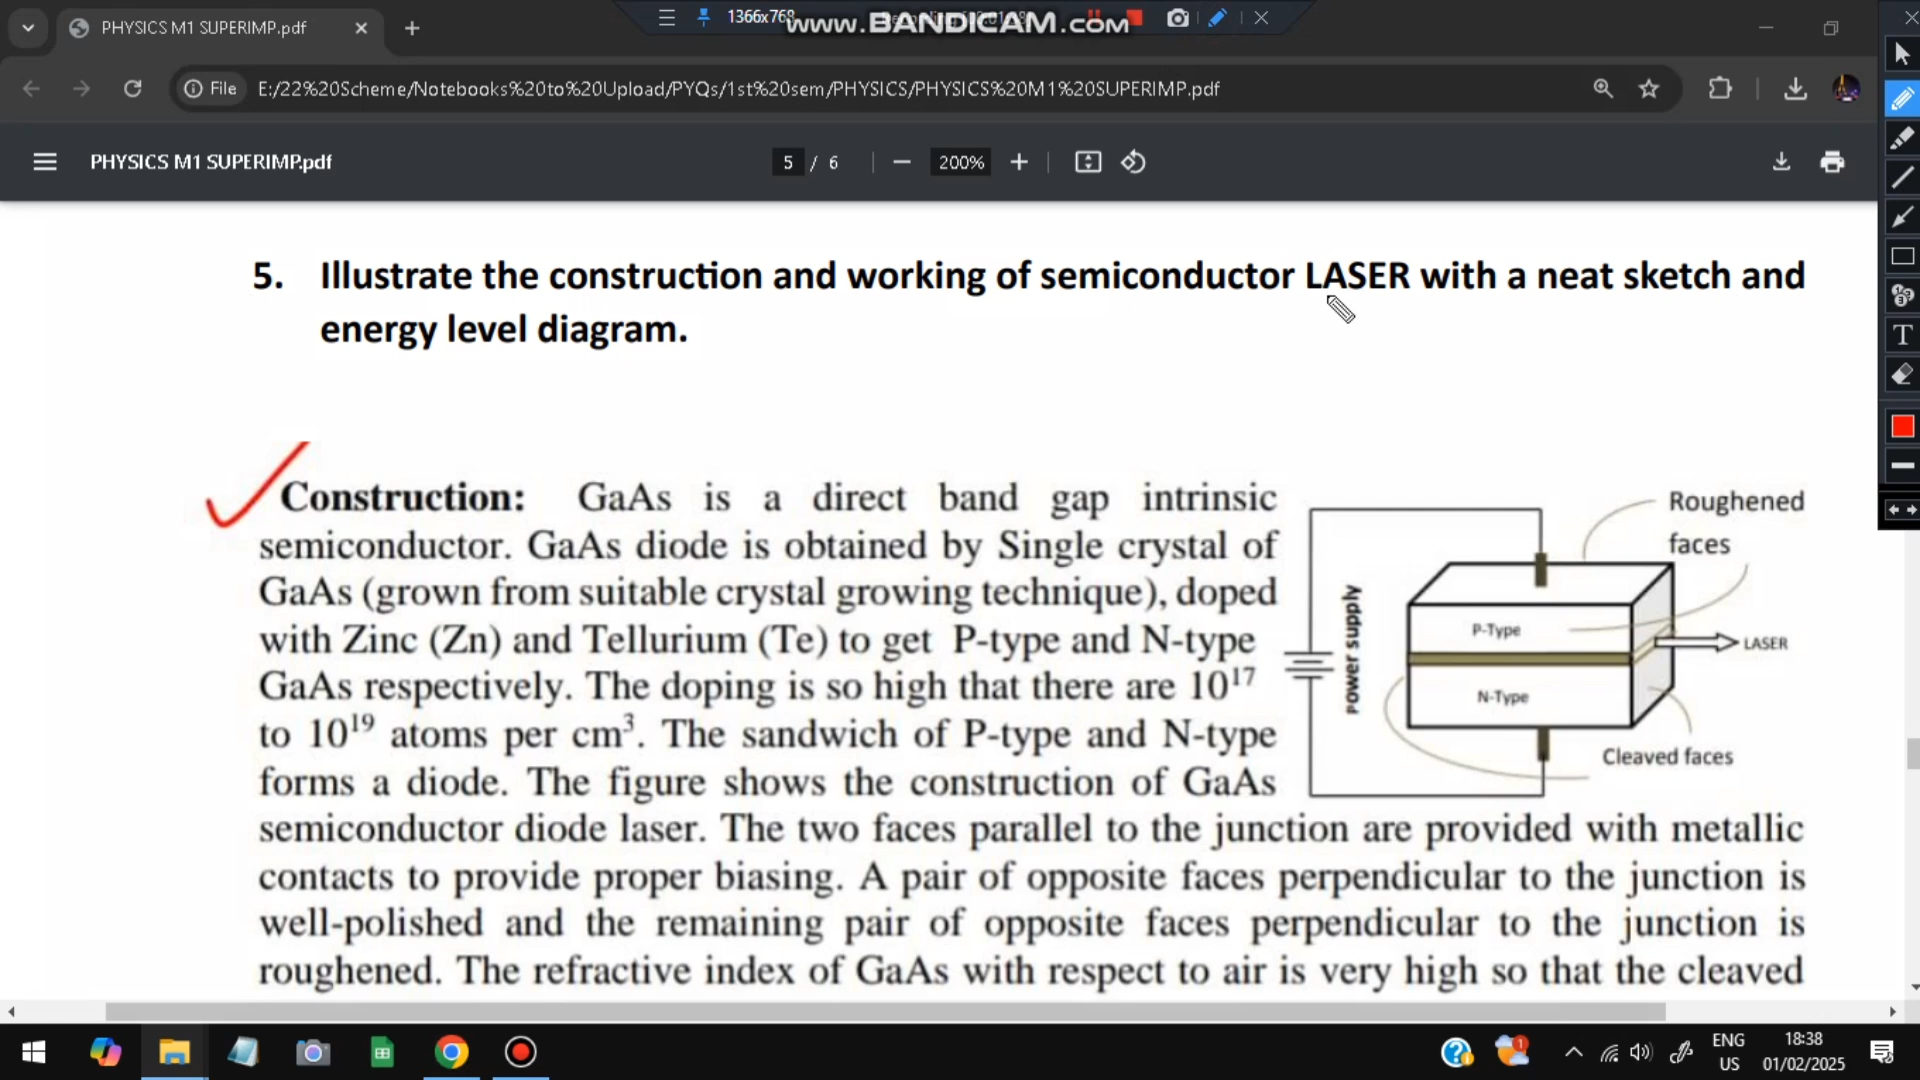 PHYSICS M1 SUPERIMP.pdf
1366x768
WWW.BANDICAM.COM
File
E:/22%20Scheme/Notebooks%20to%20Upload/PYQs/1st%20sem/PHYSICS/PHYSICS%20M1%20SUPERIMP.pdf
PHYSICS M1 SUPERIMP.pdf
5 / 6
200%
5. Illustrate the construction and working of semiconductor LASER with a neat sketch and
energy level diagram.
Construction: GaAs is a direct band gap intrinsic
semiconductor. GaAs diode is obtained by Single crystal of
GaAs (grown from suitable crystal growing technique), doped
with Zinc (Zn) and Tellurium (Te) to get P-type and N-type
GaAs respectively. The doping is so high that there are 10¹⁷
to 10¹⁹ atoms per cm³. The sandwich of P-type and N-type
forms a diode. The figure shows the construction of GaAs
semiconductor diode laser. The two faces parallel to the junction are provided with metallic
contacts to provide proper biasing. A pair of opposite faces perpendicular to the junction is
well-polished and the remaining pair of opposite faces perpendicular to the junction is
roughened. The refractive index of GaAs with respect to air is very high so that the cleaved
Roughened
faces
Power supply
P-Type
LASER
N-Type
Cleaved faces
T
1
ENG
US
18:38
01/02/2025